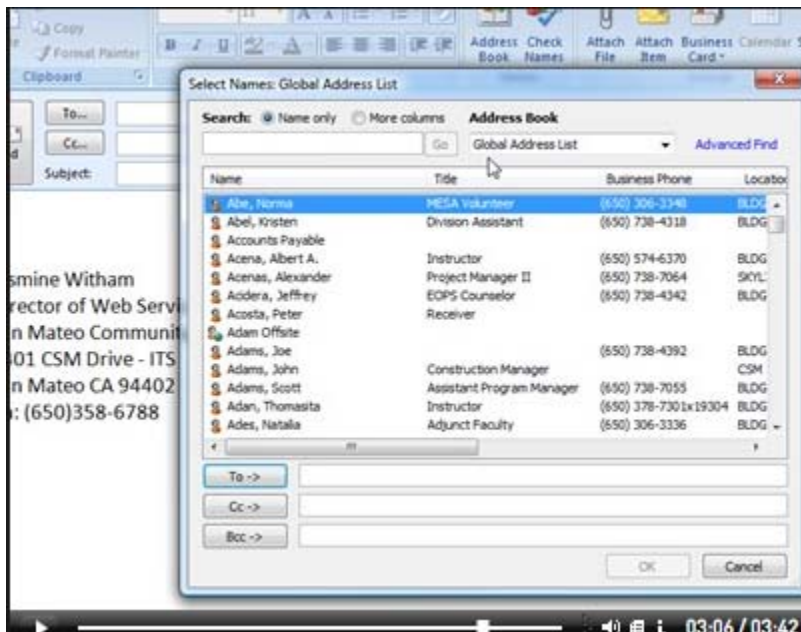 Copy
Format Painter
Clipboard
B I U
Address Book
Check Names
Attach File
Attach Item
Business Card
Calendar
Select Names: Global Address List
To...
Cc...
Subject:
Search: Name only More columns Address Book
Go Global Address List Advanced Find
Name Title Business Phone Location
Abe, Norma MESA Volunteer (650) 306-3348 BLDG
Abel, Kristen Division Assistant (650) 738-4318 BLDG
Accounts Payable
Acena, Albert A. Instructor (650) 574-6370 BLDG
Acenas, Alexander Project Manager II (650) 738-7064 SKYL
Acidera, Jeffrey EOPS Counselor (650) 738-4342 BLDG
Acosta, Peter Receiver
Adam Offsite
Adams, Joe (650) 738-4392 BLDG
Adams, John Construction Manager CSM
Adams, Scott Assistant Program Manager (650) 738-7055 BLDG
Adan, Thomasita Instructor (650) 378-7301x19304 BLDG
Ades, Natalia Adjunct Faculty (650) 306-3336 BLDG
smine Witham
rector of Web Servi
n Mateo Communit
01 CSM Drive - ITS
n Mateo CA 94402
: (650)358-6788
To ->
Cc ->
Bcc ->
OK Cancel
03:06 / 03:42